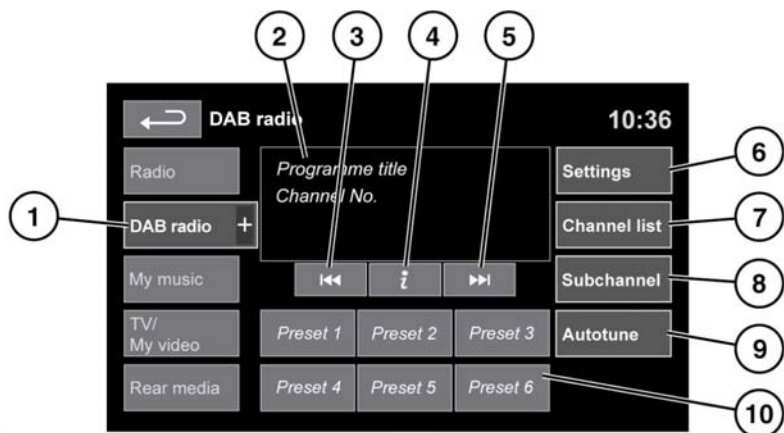 2
3
4
5
DAB radio
10:36
Radio
Programme title
Channel No.
Settings
6
1
DAB radio +
Channel list
7
My music
i
Subchannel
8
TV/
My video
Preset 1
Preset 2
Preset 3
Autotune
9
Rear media
Preset 4
Preset 5
Preset 6
10